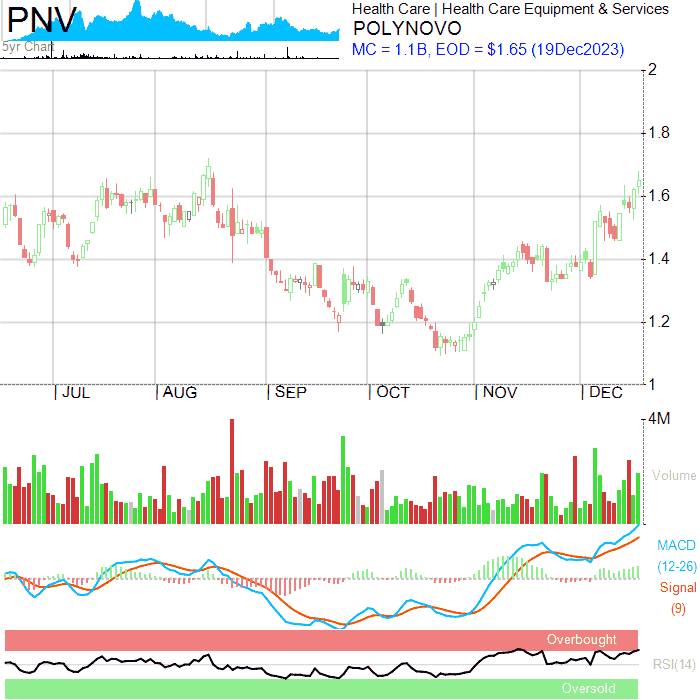 PNV
5yr Chart
Health Care | Health Care Equipment & Services
POLYNOVO
MC = 1.1B, EOD = $1.65 (19Dec2023)
2
1.8
1.6
1.4
1.2
1
JUL AUG SEP OCT NOV DEC
4M
Volume
MACD
(12-26)
Signal
(9)
Overbought
RSI(14)
Oversold